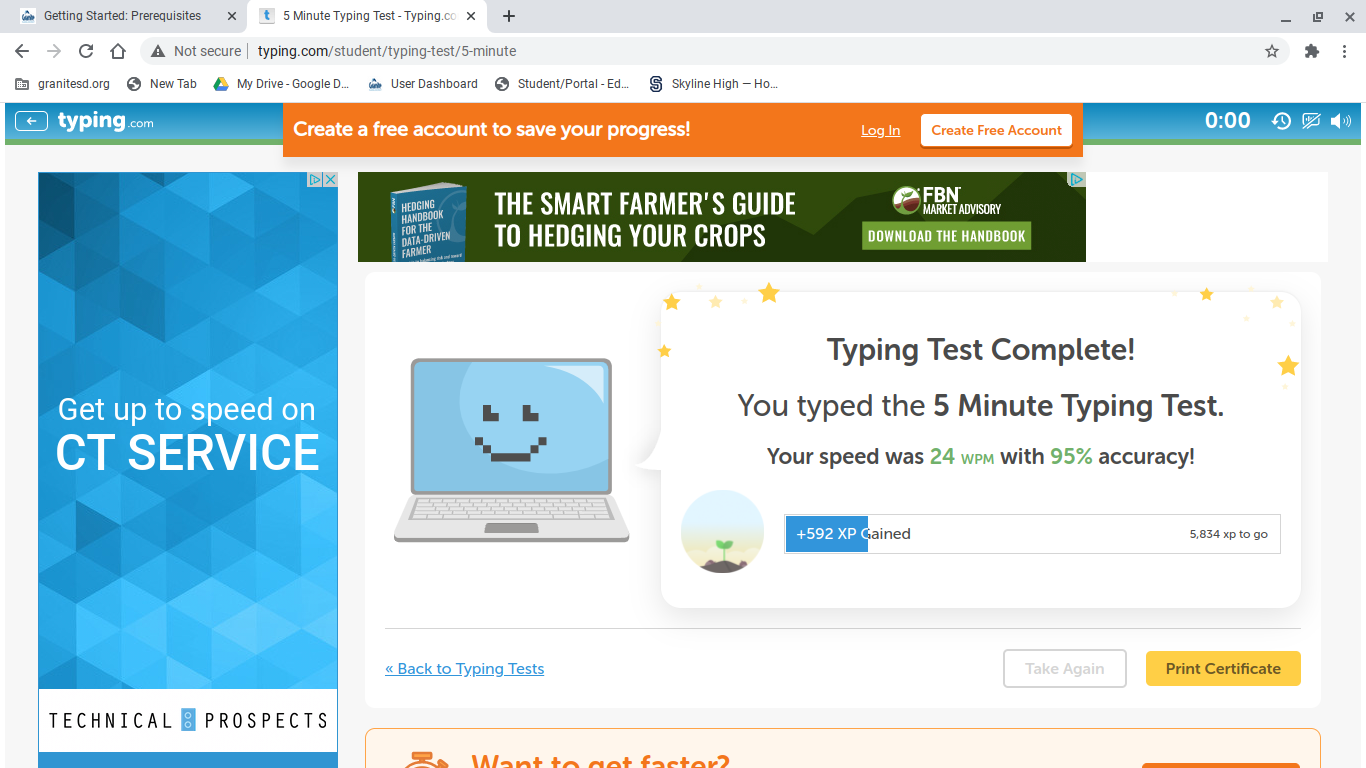 Getting Started: Prerequisites
5 Minute Typing Test - Typing.co
Not secure
typing.com/student/typing-test/5-minute
granitesd.org
New Tab
My Drive - Google D...
User Dashboard
Student/Portal - Ed...
Skyline High — Ho...
typing.com
Create a free account to save your progress!
Log In
Create Free Account
0:00
HEDGING
HANDBOOK
FOR THE
DATA-DRIVEN
FARMER
THE SMART FARMER'S GUIDE
TO HEDGING YOUR CROPS
FBN
MARKET ADVISORY
DOWNLOAD THE HANDBOOK
Get up to speed on
CT SERVICE
TECHNICAL PROSPECTS
Typing Test Complete!
You typed the 5 Minute Typing Test.
Your speed was 24 WPM with 95% accuracy!
+592 XP Gained
5,834 xp to go
« Back to Typing Tests
Take Again
Print Certificate
Want to get faster?